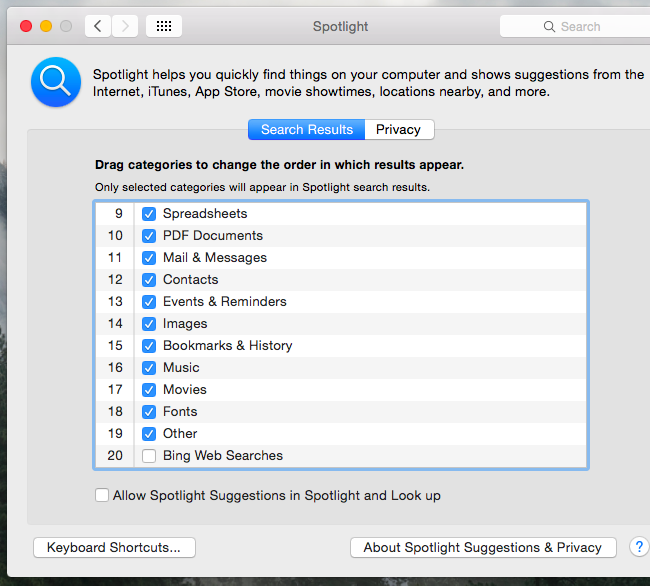 Spotlight
Search
Spotlight helps you quickly find things on your computer and shows suggestions from the
Internet, iTunes, App Store, movie showtimes, locations nearby, and more.
Search Results Privacy
Drag categories to change the order in which results appear.
Only selected categories will appear in Spotlight search results.
9 Spreadsheets
10 PDF Documents
11 Mail & Messages
12 Contacts
13 Events & Reminders
14 Images
15 Bookmarks & History
16 Music
17 Movies
18 Fonts
19 Other
20 Bing Web Searches
Allow Spotlight Suggestions in Spotlight and Look up
Keyboard Shortcuts... About Spotlight Suggestions & Privacy ?